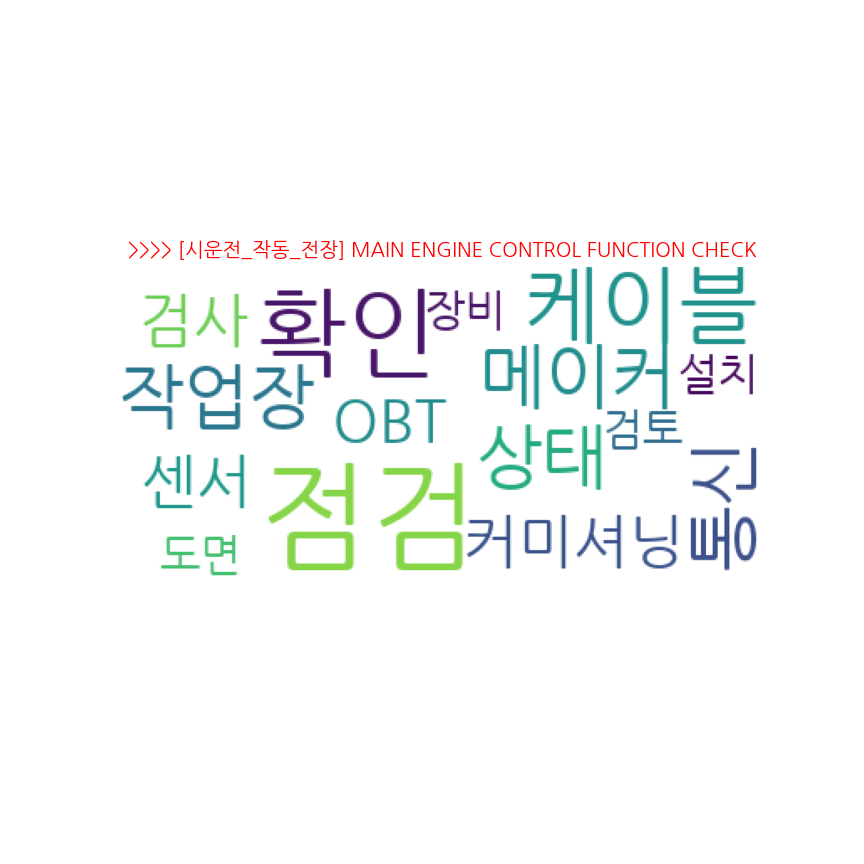 >>>> [시운전_작동_전장] MAIN ENGINE CONTROL FUNCTION CHECK
검사
확인
장비
케이블
작업장
OBT
메이커
설치
검토
센서
점검
상태
통신
도면
커미셔닝